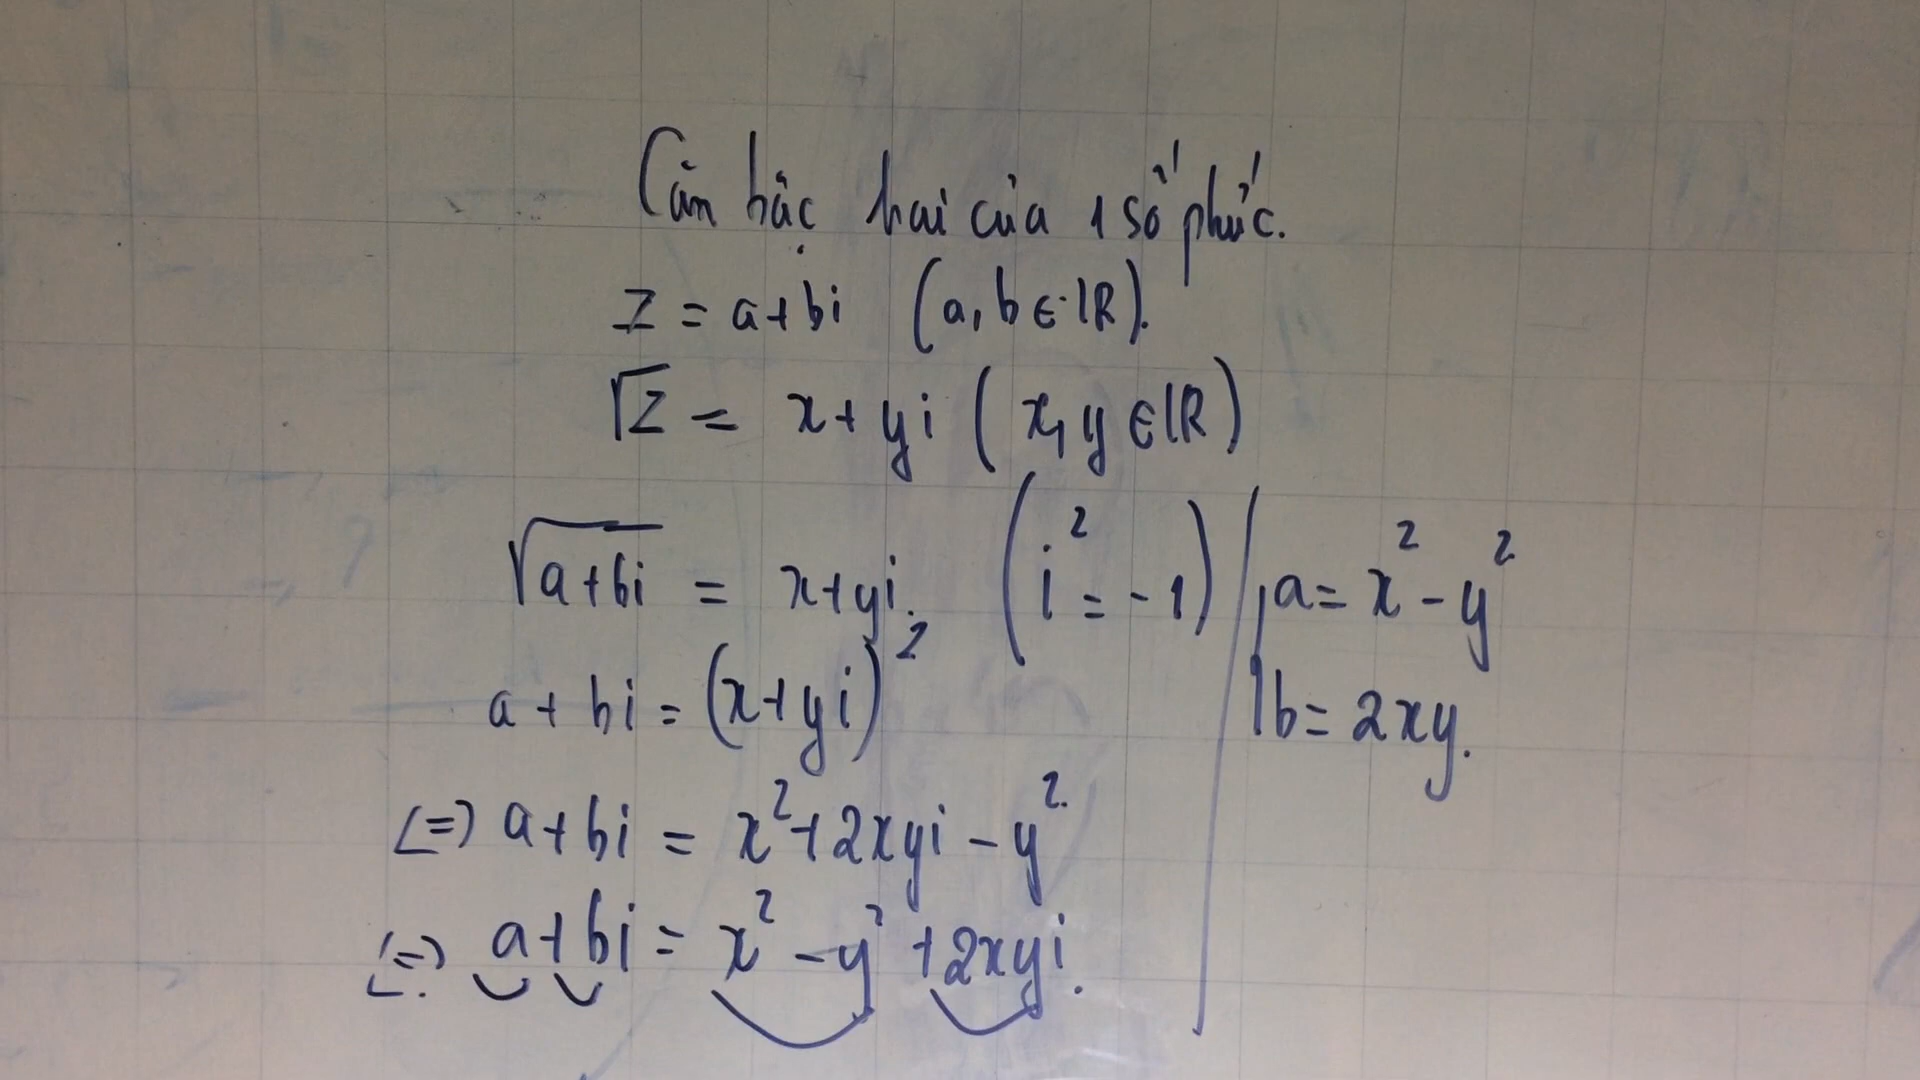 Căn bậc hai của 1 số phức.
z = a+bi (a, b ∈ ℝ).
√z = x+yi (x, y ∈ ℝ)
√(a+bi) = x+yi. (i² = -1)
a + bi = (x+yi)²
<=> a+bi = x²+2xyi - y²
<=> a+bi = x² - y² + 2xyi.
a = x² - y²
b = 2xy.